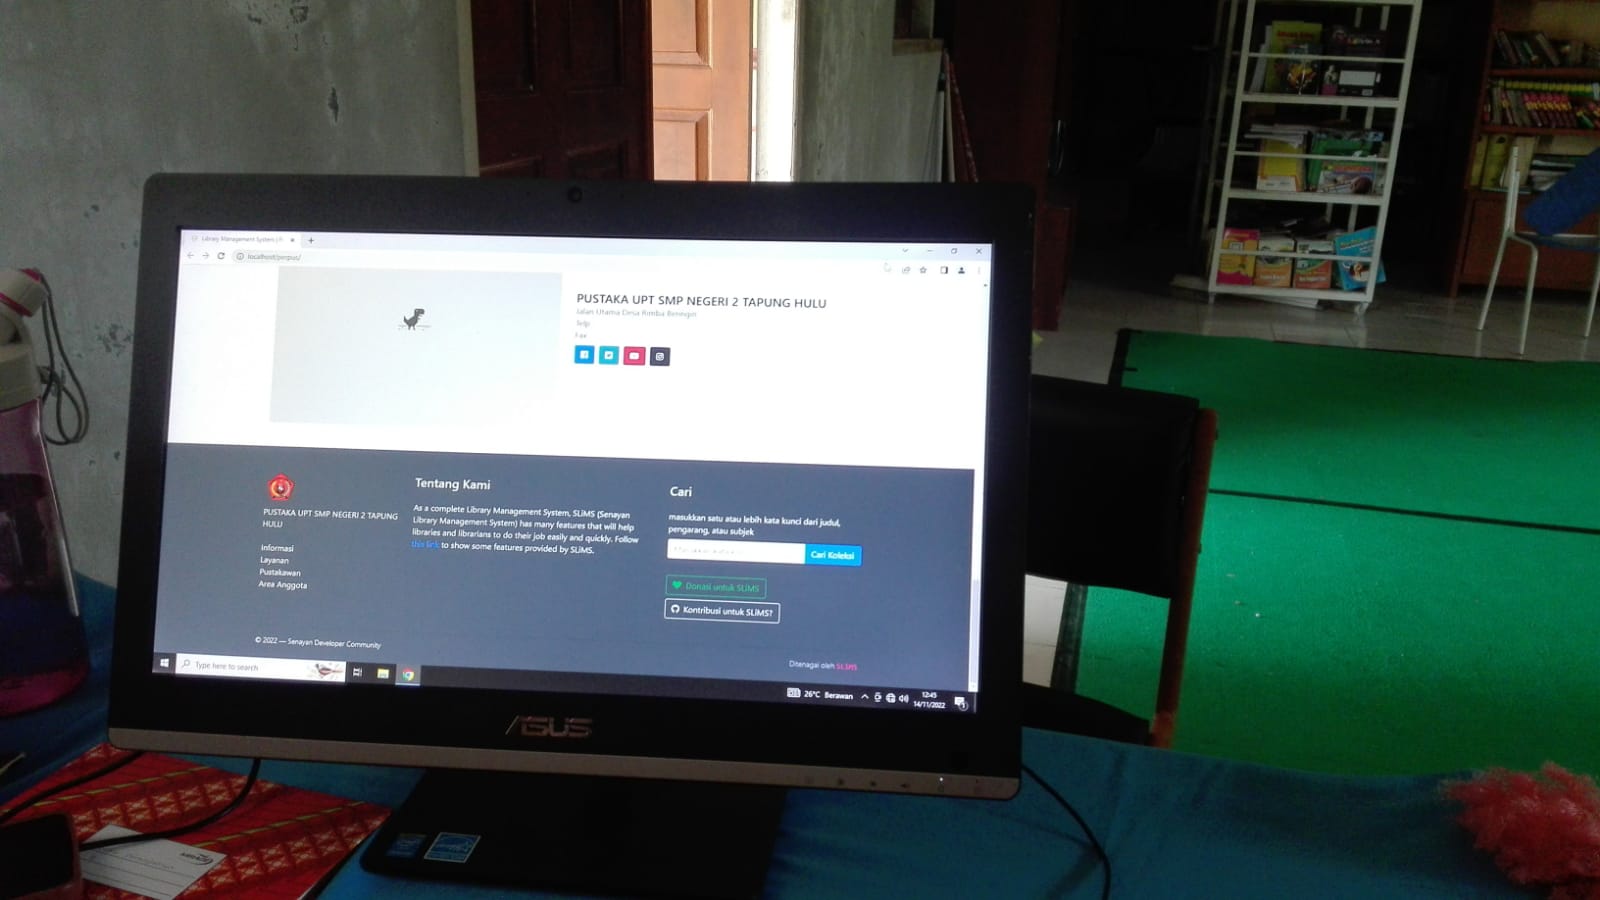 Library Management System |
localhost/perpus/
PUSTAKA UPT SMP NEGERI 2 TAPUNG HULU
Jalan Utama Desa Rimba Beringin
Telp
Fax
PUSTAKA UPT SMP NEGERI 2 TAPUNG
HULU
Informasi
Layanan
Pustakawan
Area Anggota
Tentang Kami
As a complete Library Management System, SLiMS (Senayan
Library Management System) has many features that will help
libraries and librarians to do their job easily and quickly. Follow
this link to show some features provided by SLiMS.
Cari
masukkan satu atau lebih kata kunci dari judul,
pengarang, atau subjek
Cari Koleksi
Donasi untuk SLiMS
Kontribusi untuk SLiMS?
© 2022 — Senayan Developer Community
Ditenagai oleh SLiMS
Type here to search
26°C Berawan
12:45
14/11/2022
ASUS